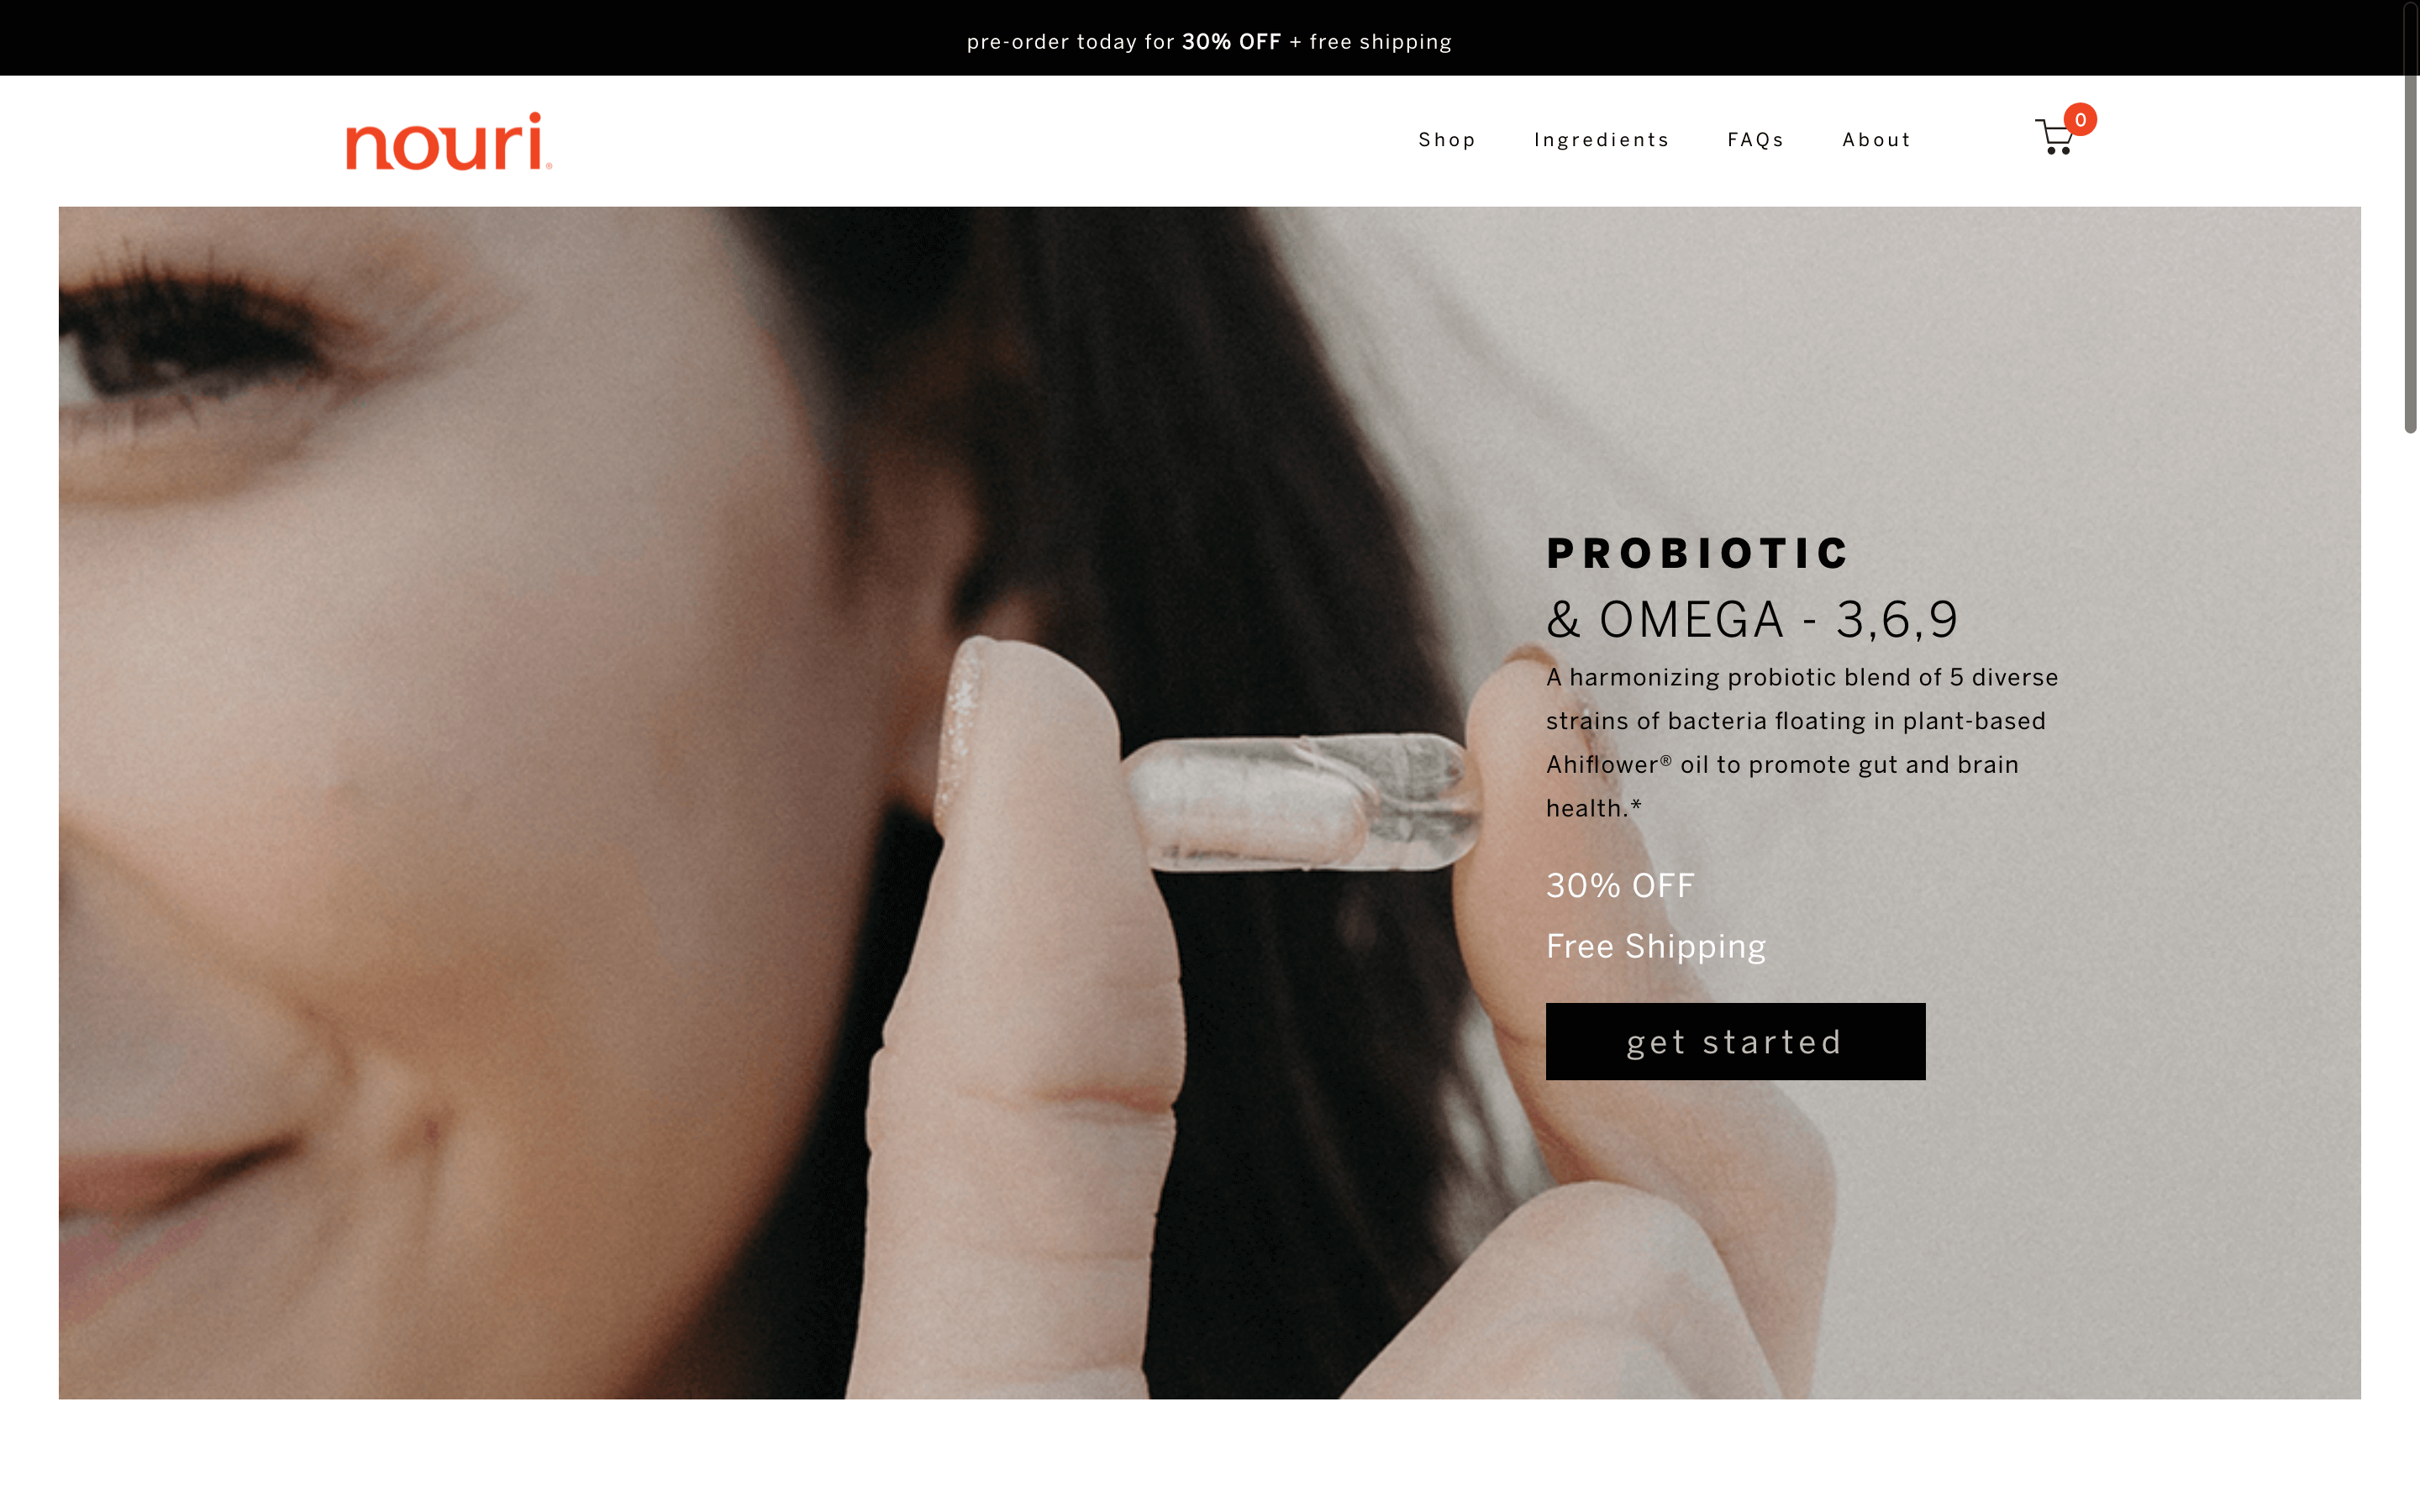 pre-order today for 30% OFF + free shipping
nouri®
Shop Ingredients FAQs About 0
PROBIOTIC
& OMEGA - 3,6,9
A harmonizing probiotic blend of 5 diverse
strains of bacteria floating in plant-based
Ahiflower® oil to promote gut and brain
health.*
30% OFF
Free Shipping
get started